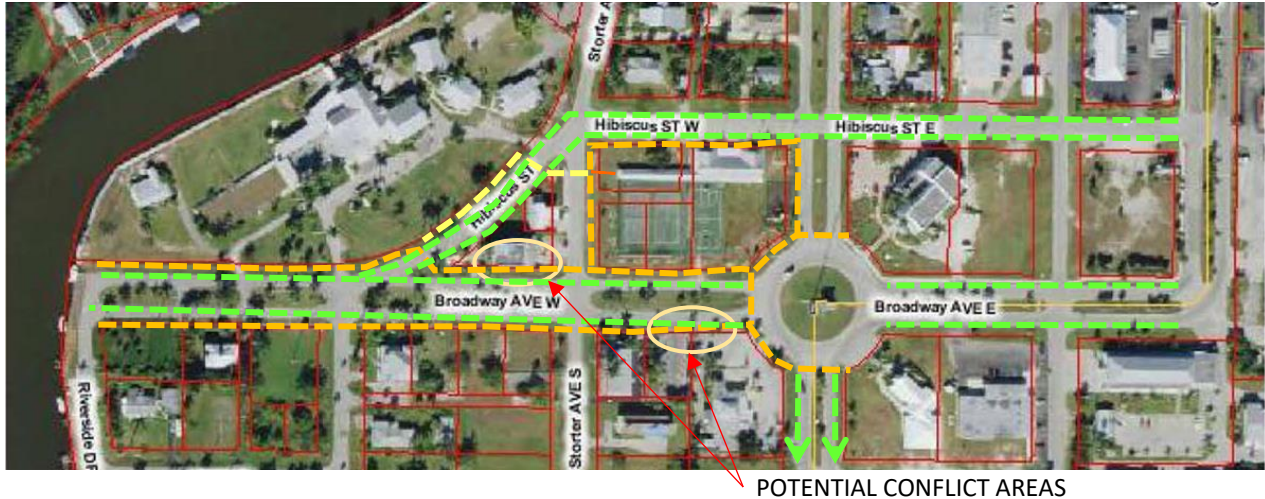 Storter A
Hibiscus ST W
Hibiscus ST E
Hibiscus ST
Broadway AVE W
Broadway AVE E
Riverside DR
Storter AVE S
POTENTIAL CONFLICT AREAS